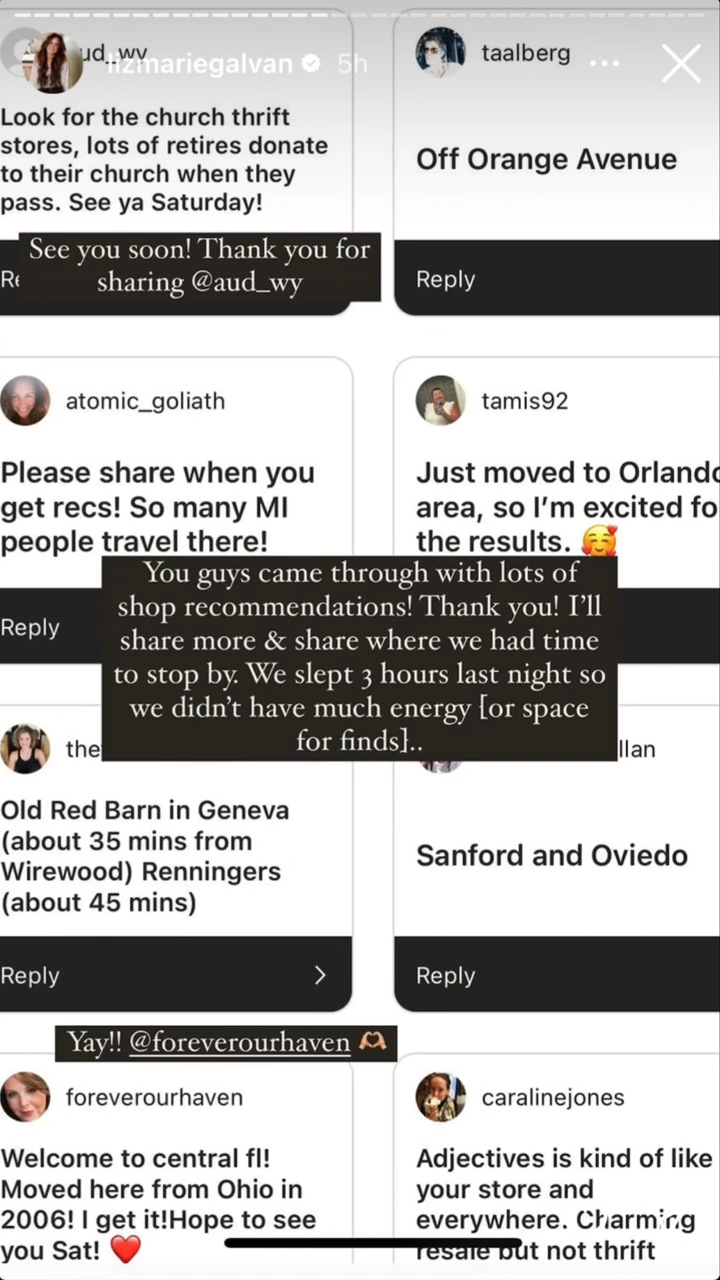 aud_wy
lizmariegalvan 5h
taalberg
Look for the church thrift
stores, lots of retires donate
to their church when they
pass. See ya Saturday!
Off Orange Avenue
See you soon! Thank you for
sharing @aud_wy
Reply
atomic_goliath
tamis92
Please share when you
get recs! So many MI
people travel there!
Just moved to Orlando
area, so I’m excited fo
the results. 🥰
You guys came through with lots of
shop recommendations! Thank you! I’ll
share more & share where we had time
to stop by. We slept 3 hours last night so
we didn’t have much energy [or space
for finds]..
Reply
the
llan
Old Red Barn in Geneva
(about 35 mins from
Wirewood) Renningers
(about 45 mins)
Sanford and Oviedo
Reply
Reply
Yay!! @foreverourhaven 🫶🏼
foreverourhaven
caralinejones
Welcome to central fl!
Moved here from Ohio in
2006! I get it!Hope to see
you Sat! ❤️
Adjectives is kind of like
your store and
everywhere. Charming
resale but not thrift